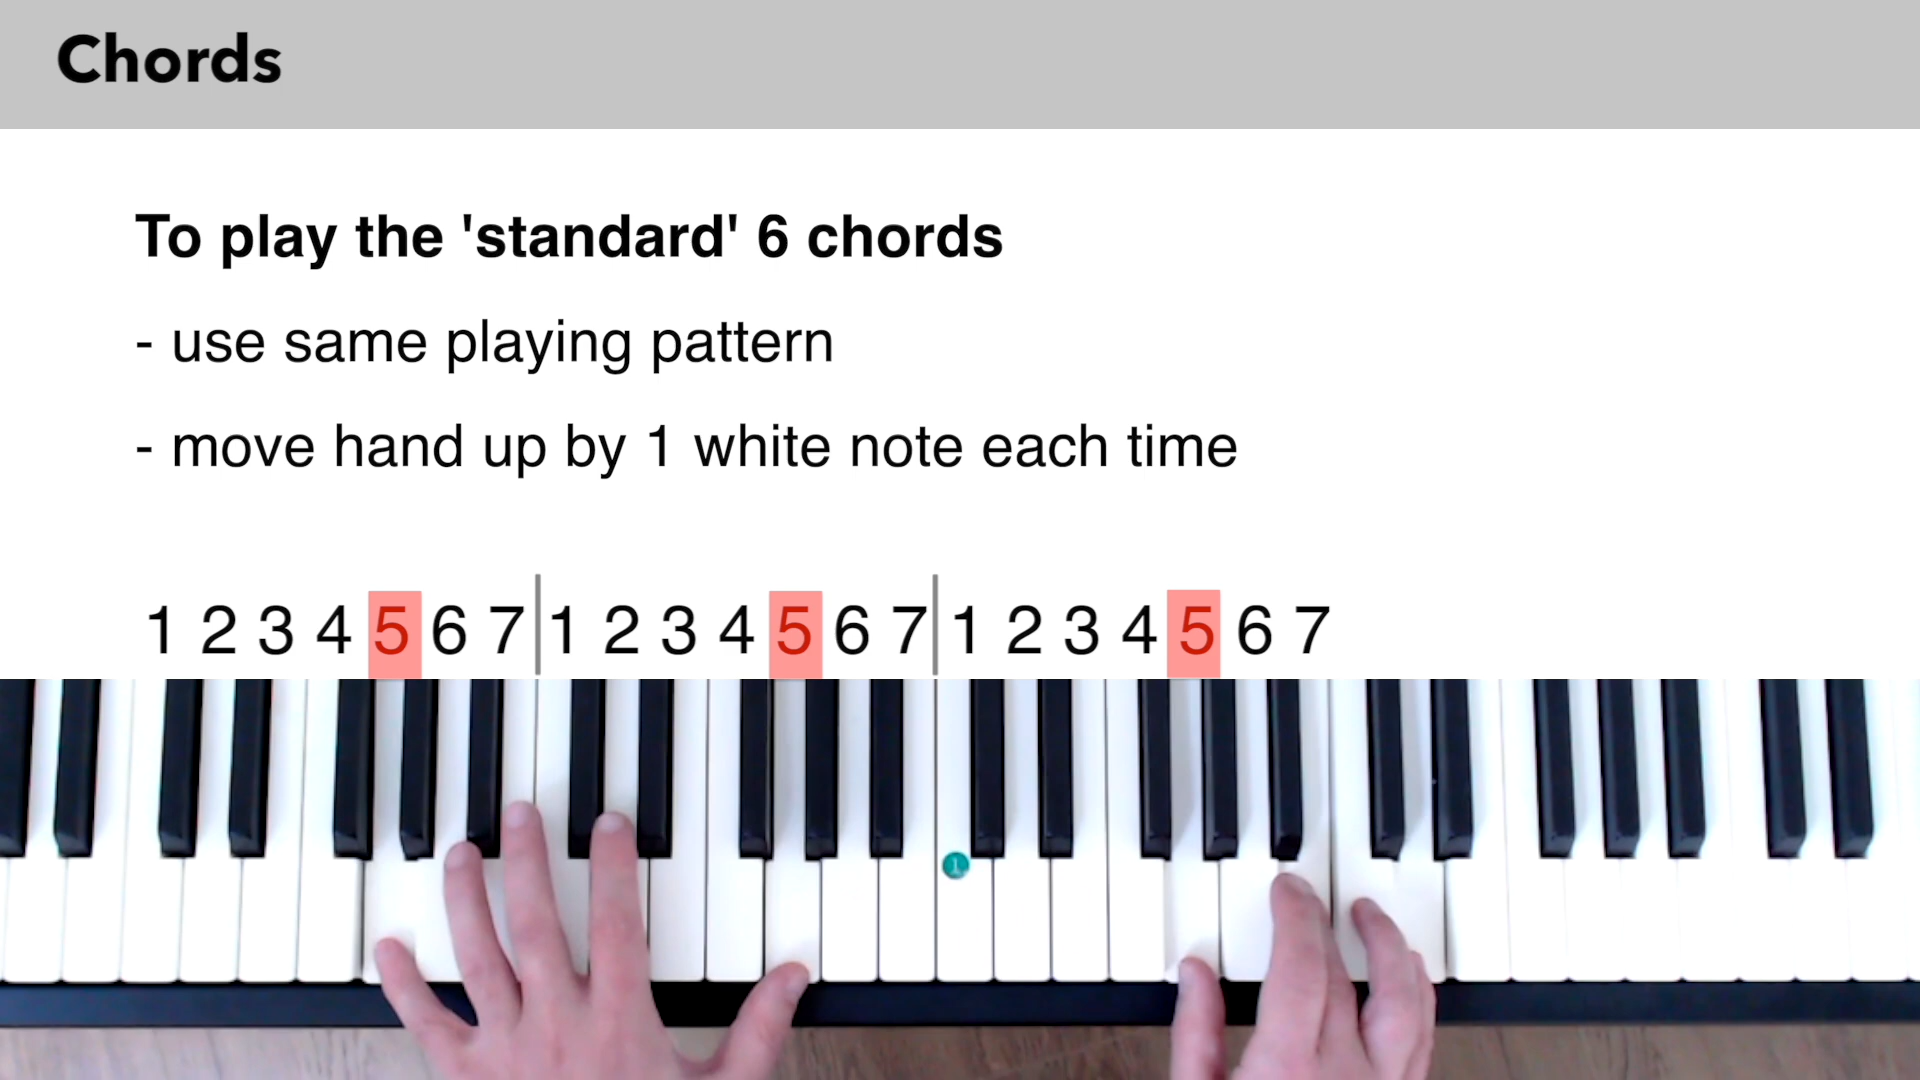 Chords
To play the 'standard' 6 chords
- use same playing pattern
- move hand up by 1 white note each time
1 2 3 4 5 6 7 1 2 3 4 5 6 7 1 2 3 4 5 6 7
1